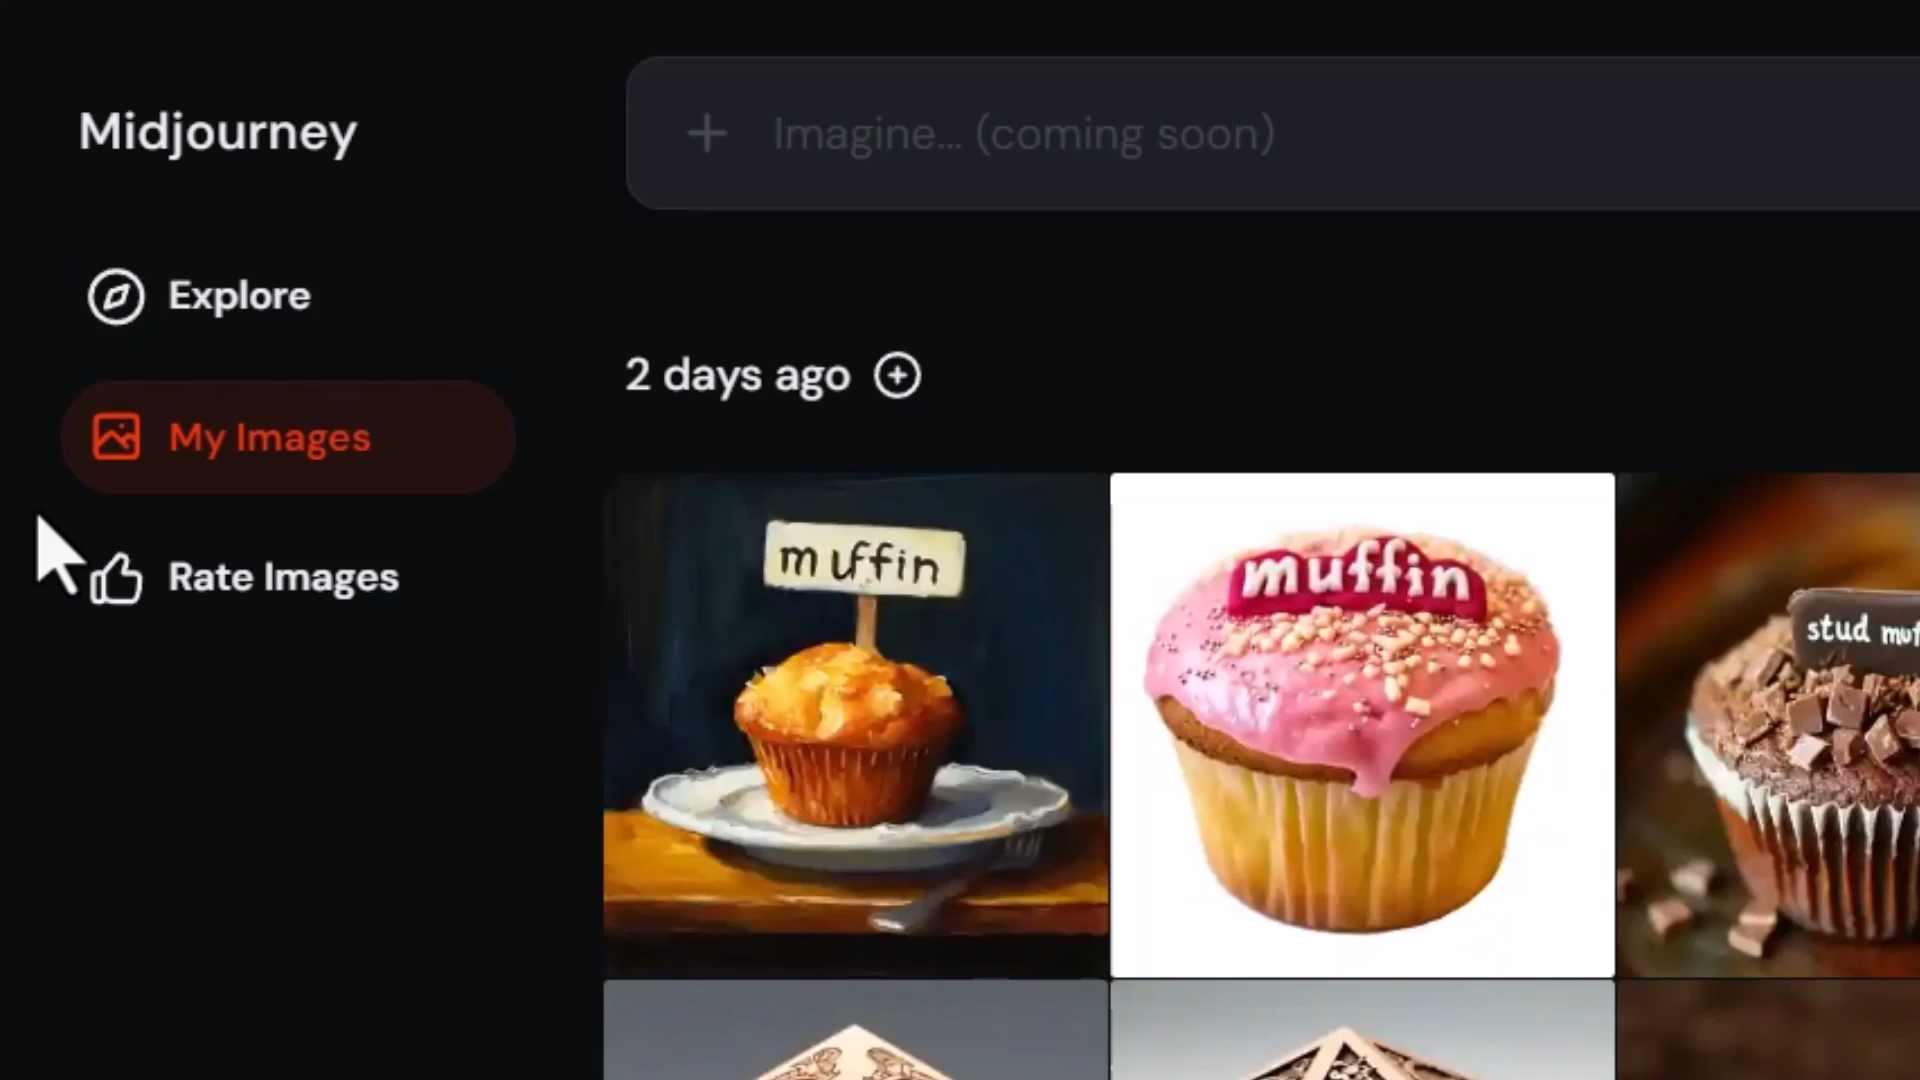 Midjourney
Imagine... (coming soon)
Explore
2 days ago
My Images
Rate Images
muffin
muffin
stud